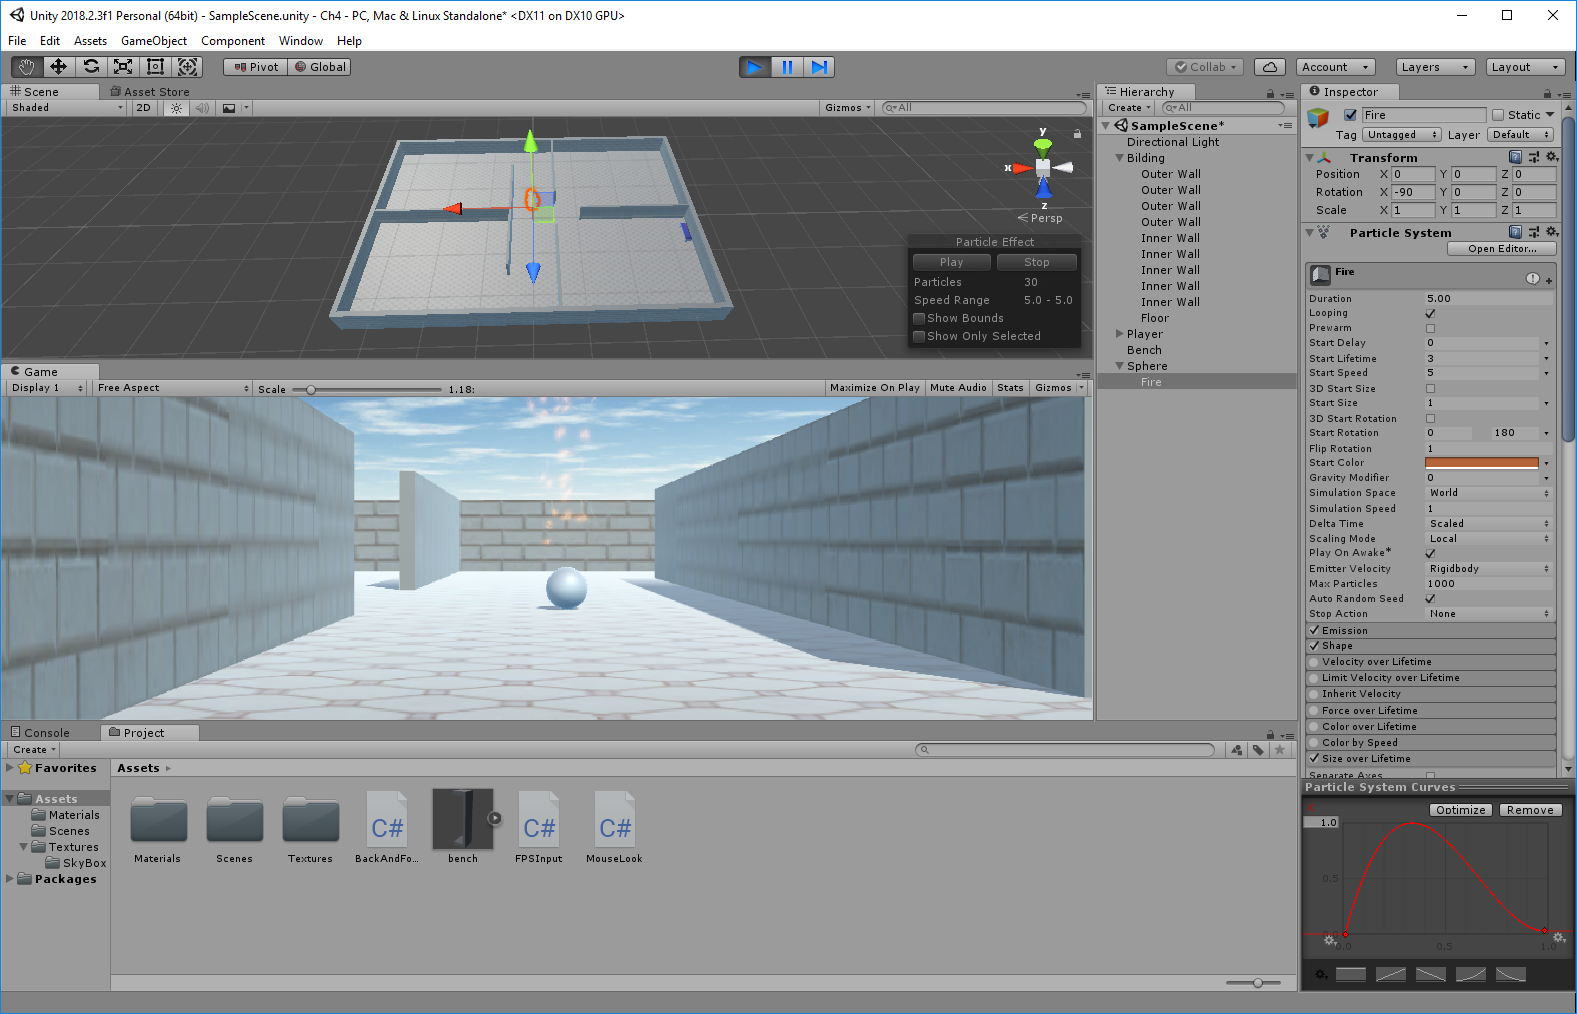 Unity 2018.2.3f1 Personal (64bit) - SampleScene.unity - Ch4 - PC, Mac & Linux Standalone* <DX11 on DX10 GPU>
File Edit Assets GameObject Component Window Help
Pivot Global Collab Account Layers Layout
Scene Asset Store
Shaded 2D Gizmos All
y
x
z
Persp
Particle Effect
Play Stop
Particles 30
Speed Range 5.0 - 5.0
Show Bounds
Show Only Selected
Game
Display 1 Free Aspect Scale 1.18: Maximize On Play Mute Audio Stats Gizmos
Hierarchy
Create All
SampleScene*
Directional Light
Bilding
Outer Wall
Outer Wall
Outer Wall
Outer Wall
Inner Wall
Inner Wall
Inner Wall
Inner Wall
Inner Wall
Floor
Player
Bench
Sphere
Fire
Console Project
Create
Favorites
Assets
Materials
Scenes
Textures
SkyBox
Packages
Assets
C# C# C#
Materials Scenes Textures BackAndFo... bench FPSInput MouseLook
Inspector
Fire Static
Tag Untagged Layer Default
Transform
Position X 0 Y 0 Z 0
Rotation X -90 Y 0 Z 0
Scale X 1 Y 1 Z 1
Particle System
Open Editor...
Fire
Duration 5.00
Looping
Prewarm
Start Delay 0
Start Lifetime 3
Start Speed 5
3D Start Size
Start Size 1
3D Start Rotation
Start Rotation 0 180
Flip Rotation 1
Start Color
Gravity Modifier 0
Simulation Space World
Simulation Speed 1
Delta Time Scaled
Scaling Mode Local
Play On Awake*
Emitter Velocity Rigidbody
Max Particles 1000
Auto Random Seed
Stop Action None
Emission
Shape
Velocity over Lifetime
Limit Velocity over Lifetime
Inherit Velocity
Force over Lifetime
Color over Lifetime
Color by Speed
Size over Lifetime
Separate Axes
Particle System Curves
Optimize Remove
1.0
0.5
0.0 0.5 1.0